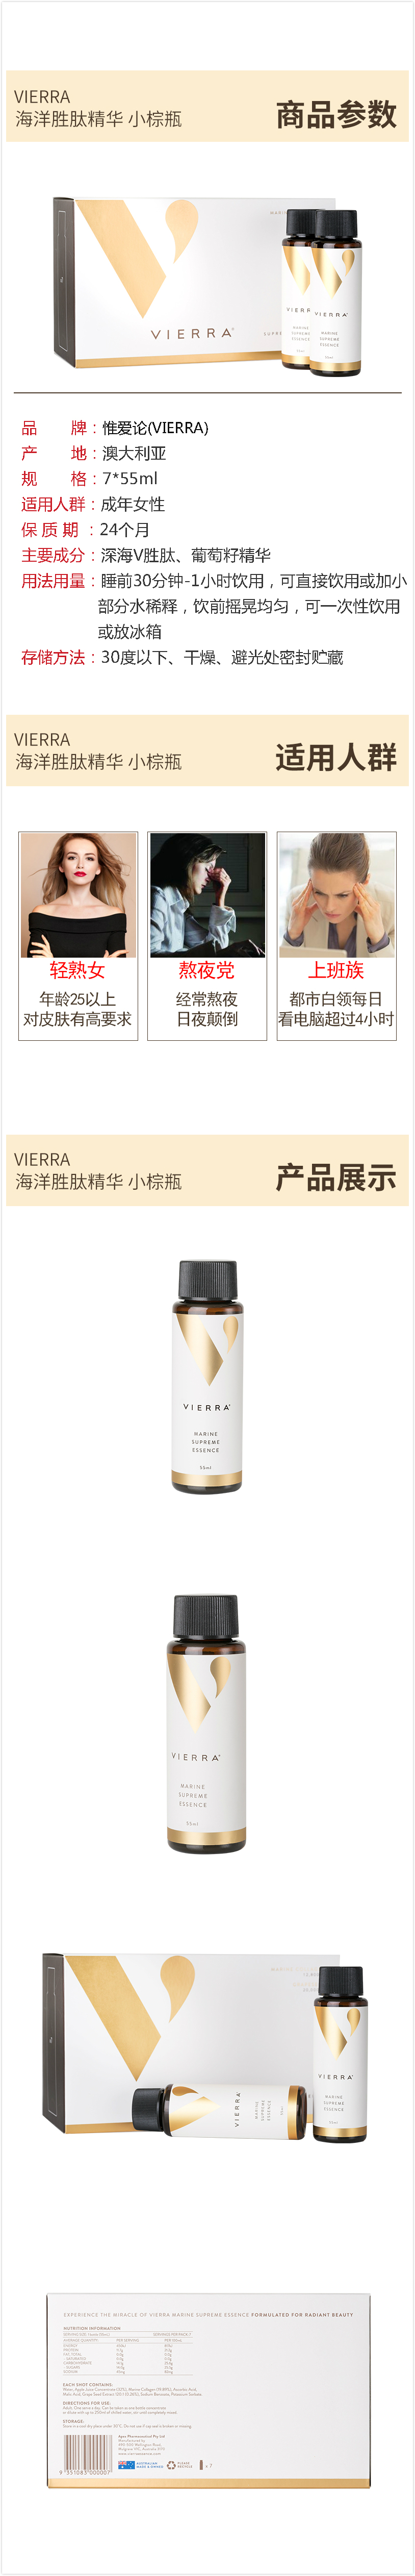 VIERRA
海洋胜肽精华 小棕瓶
商品参数
VIERRA
VIERRA
MARINE
SUPREME
ESSENCE
品 牌：惟爱论(VIERRA)
产 地：澳大利亚
规 格：7*55ml
适用人群：成年女性
保 质 期 ：24个月
主要成分：深海V胜肽、葡萄籽精华
用法用量：睡前30分钟-1小时饮用，可直接饮用或加小
部分水稀释，饮前摇晃均匀，可一次性饮用
或放冰箱
存储方法：30度以下、干燥、避光处密封贮藏
VIERRA
海洋胜肽精华 小棕瓶
适用人群
轻熟女
年龄25以上
对皮肤有高要求
熬夜党
经常熬夜
日夜颠倒
上班族
都市白领每日
看电脑超过4小时
VIERRA
海洋胜肽精华 小棕瓶
产品展示
VIERRA
MARINE
SUPREME
ESSENCE
55ml
VIERRA
MARINE
SUPREME
ESSENCE
55ml
VIERRA
MARINE
SUPREME
ESSENCE
VIERRA
MARINE
SUPREME
ESSENCE
EXPERIENCE THE MIRACLE OF VIERRA MARINE SUPREME ESSENCE FORMULATED FOR RADIANT BEAUTY
NUTRITION INFORMATION
EACH SHOT CONTAINS:
DIRECTIONS FOR USE:
STORAGE: